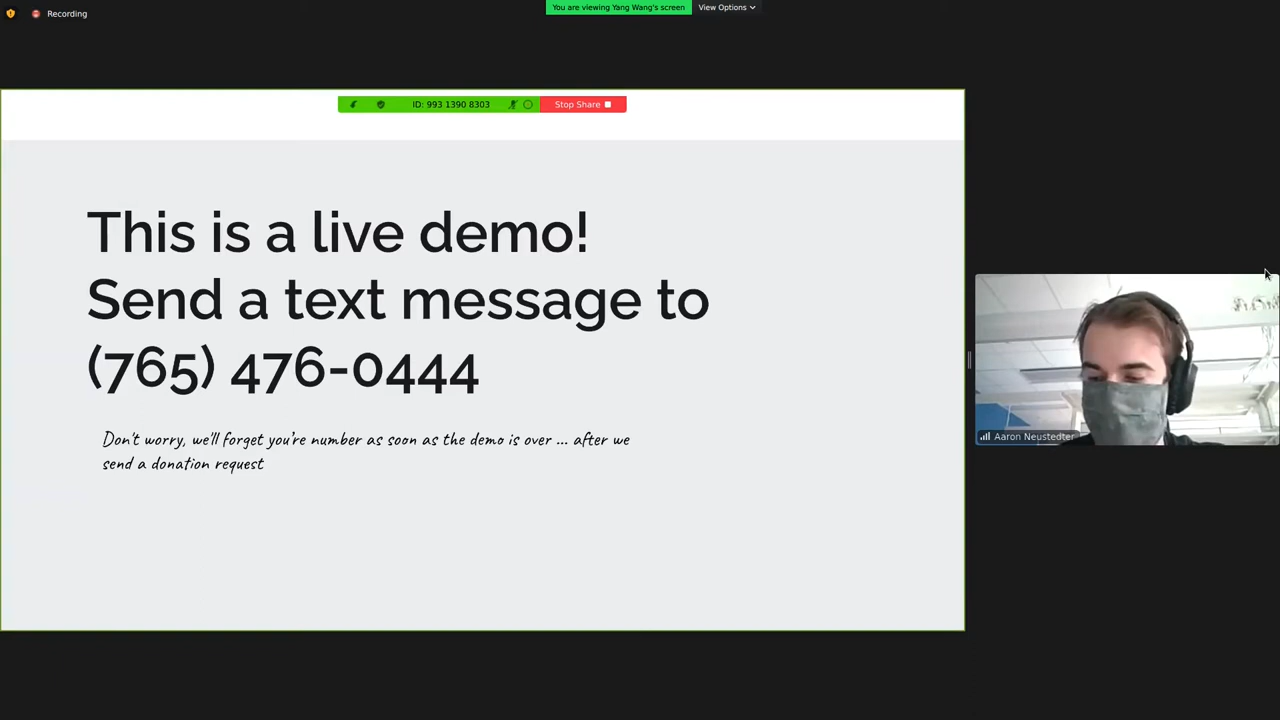 Recording
You are viewing Yang Wang's screen
View Options
ID: 993 1390 8303
Stop Share
This is a live demo!
Send a text message to
(765) 476-0444
Don't worry, we'll forget you're number as soon as the demo is over ... after we
send a donation request
Aaron Neustedter